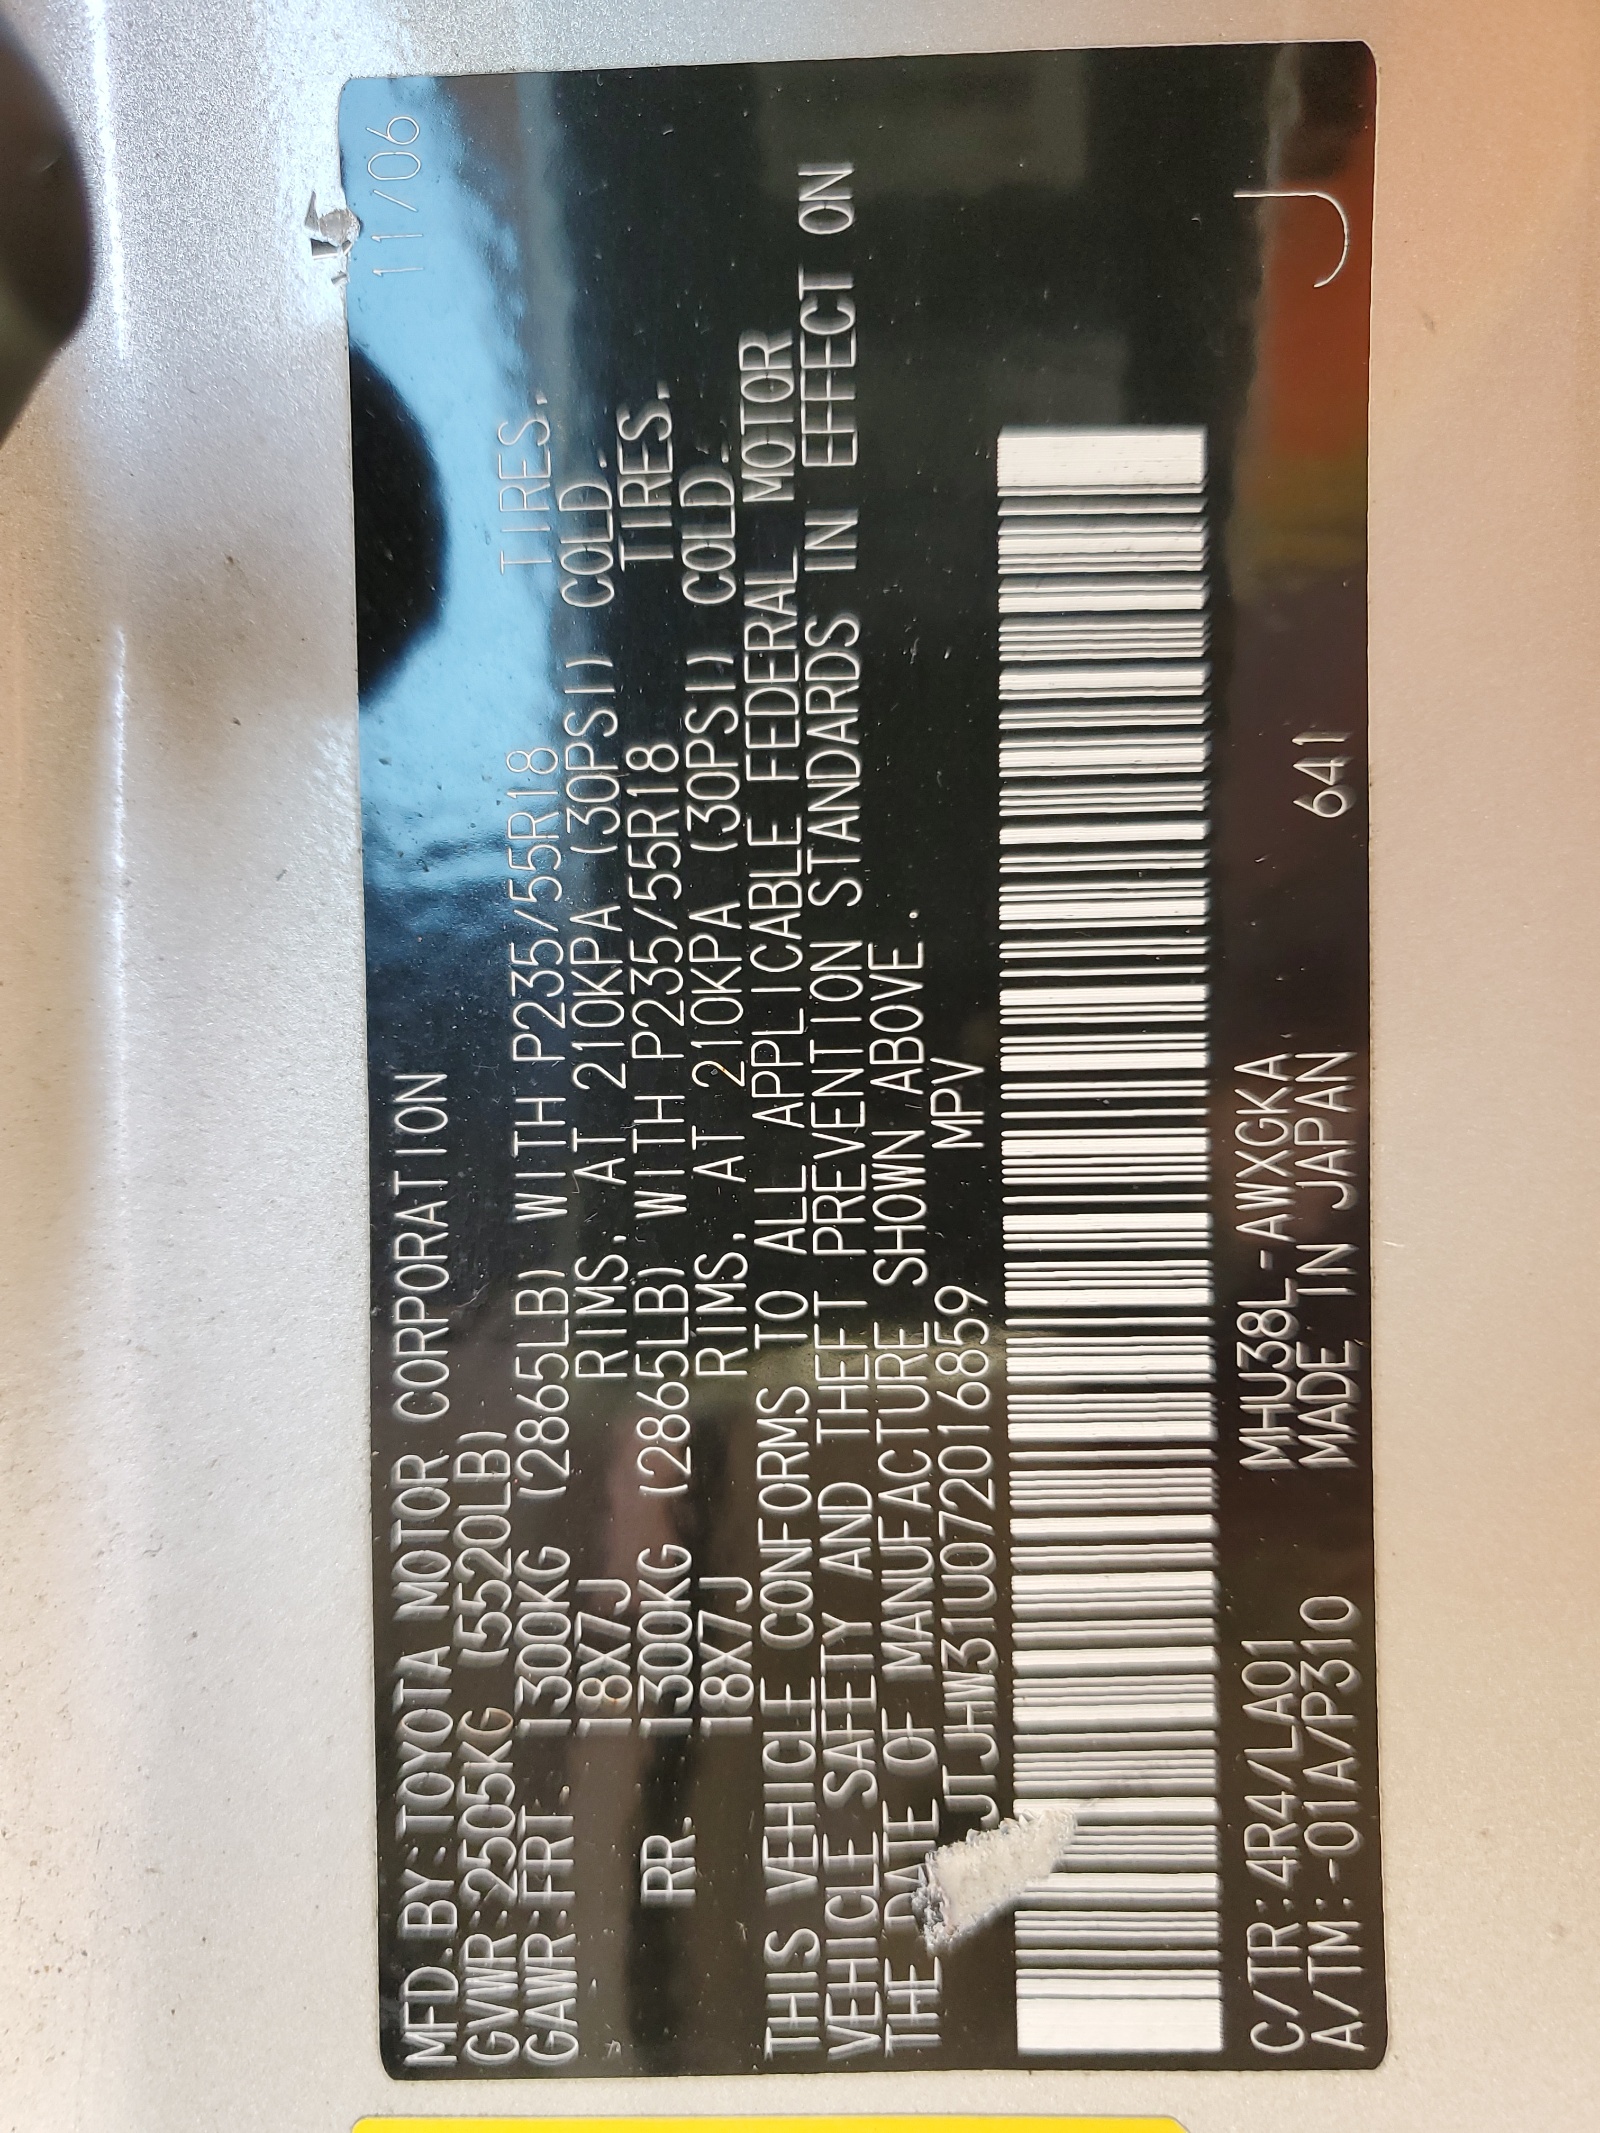 MFD.BY:TOYOTA MOTOR CORPORATION 11/06
GVWR:2505KG (5520LB)
GAWR:FRT. 1300KG (2865LB) WITH P235/55R18 TIRES,
18X7J RIMS, AT 210KPA (30PSI) COLD.
RR. 1300KG (2865LB) WITH P235/55R18 TIRES,
18X7J RIMS, AT 210KPA (30PSI) COLD.
THIS VEHICLE CONFORMS TO ALL APPLICABLE FEDERAL MOTOR
VEHICLE SAFETY AND THEFT PREVENTION STANDARDS IN EFFECT ON
THE DATE OF MANUFACTURE SHOWN ABOVE.
JTJHW31U072016859 MPV
C/TR:4R4/LA01 MHU38L-AWXGKA
A/TM:-01A/P310 MADE IN JAPAN 641 J